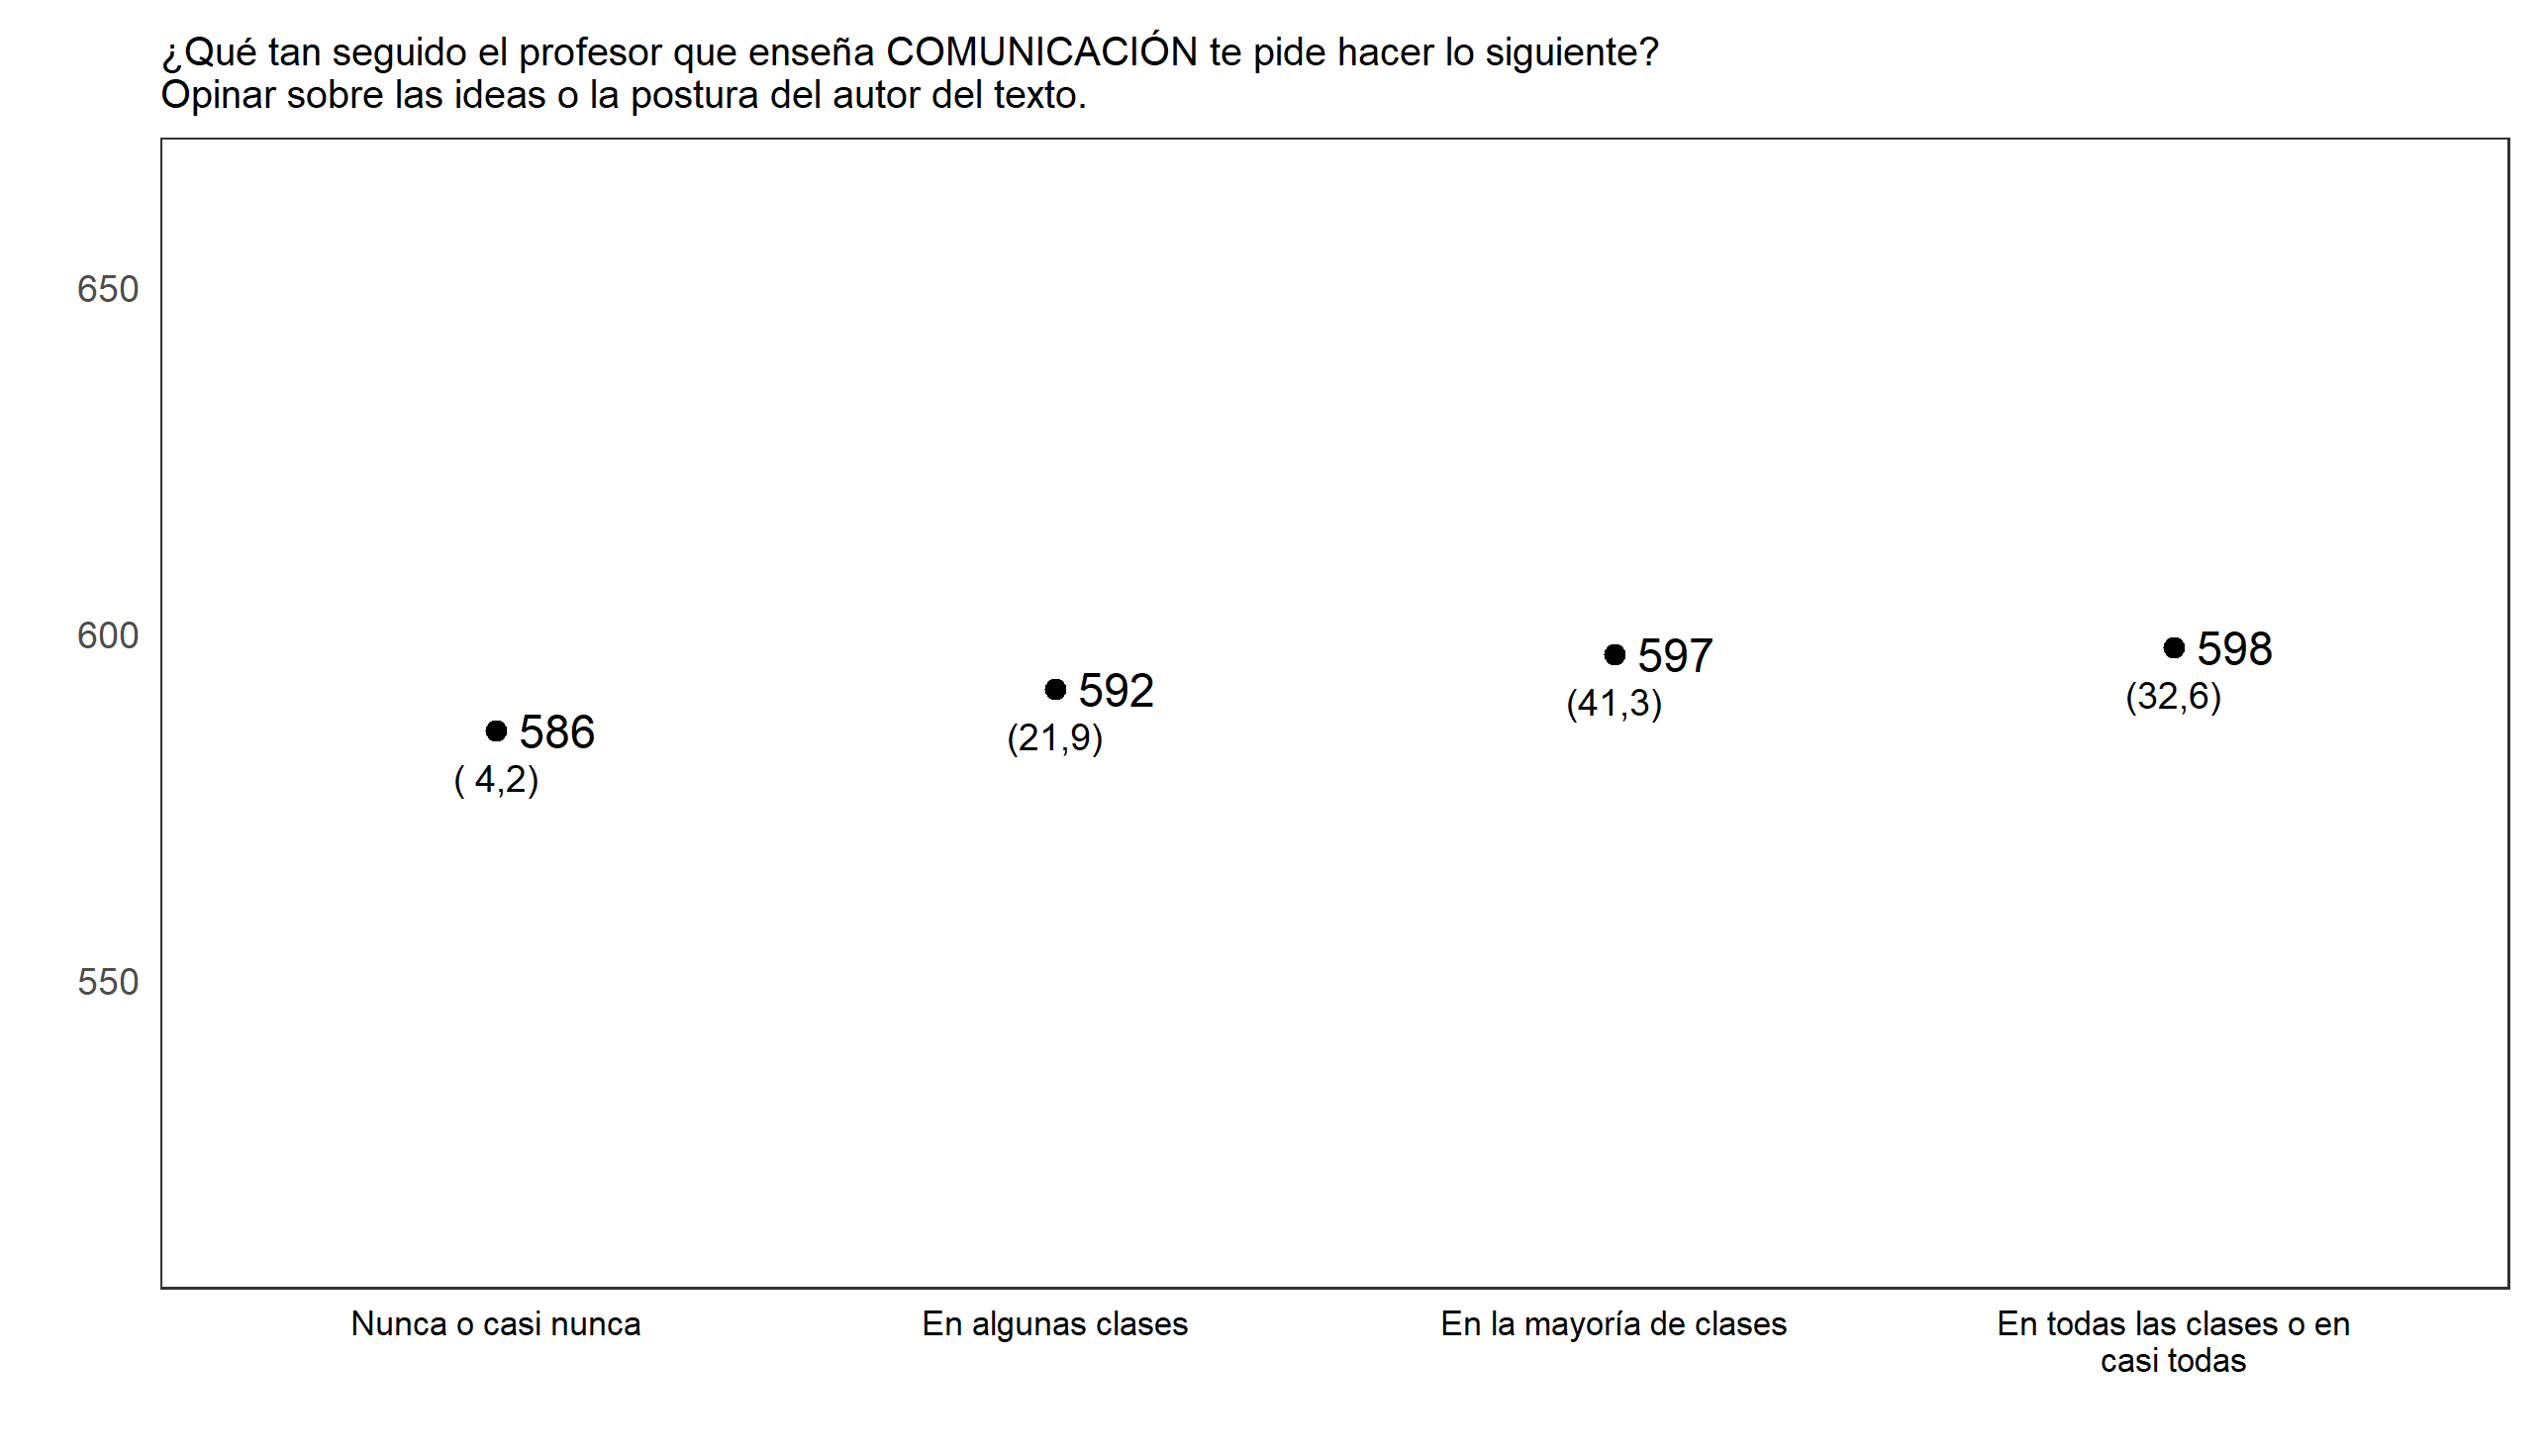 ¿Qué tan seguido el profesor que enseña COMUNICACIÓN te pide hacer lo siguiente?
Opinar sobre las ideas o la postura del autor del texto.
650
600
550
586
( 4,2)
592
(21,9)
597
(41,3)
598
(32,6)
Nunca o casi nunca
En algunas clases
En la mayoría de clases
En todas las clases o en
casi todas